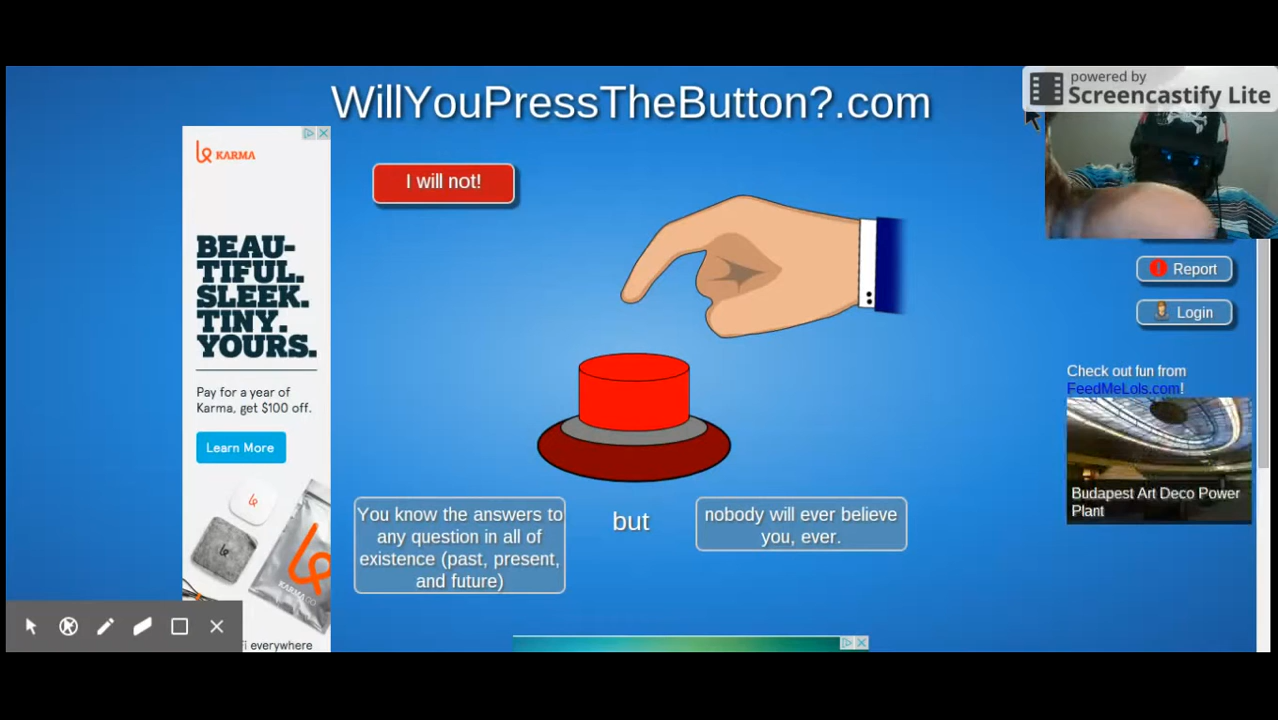 WillYouPressTheButton?.com
powered by
Screencastify Lite
KARMA
I will not!
BEAU-
TIFUL.
SLEEK.
TINY.
YOURS.
Pay for a year of
Karma, get $100 off.
Learn More
Report
Login
Check out fun from
FeedMeLols.com!
Budapest Art Deco Power
Plant
You know the answers to
any question in all of
existence (past, present,
and future)
but
nobody will ever believe
you, ever.
everywhere